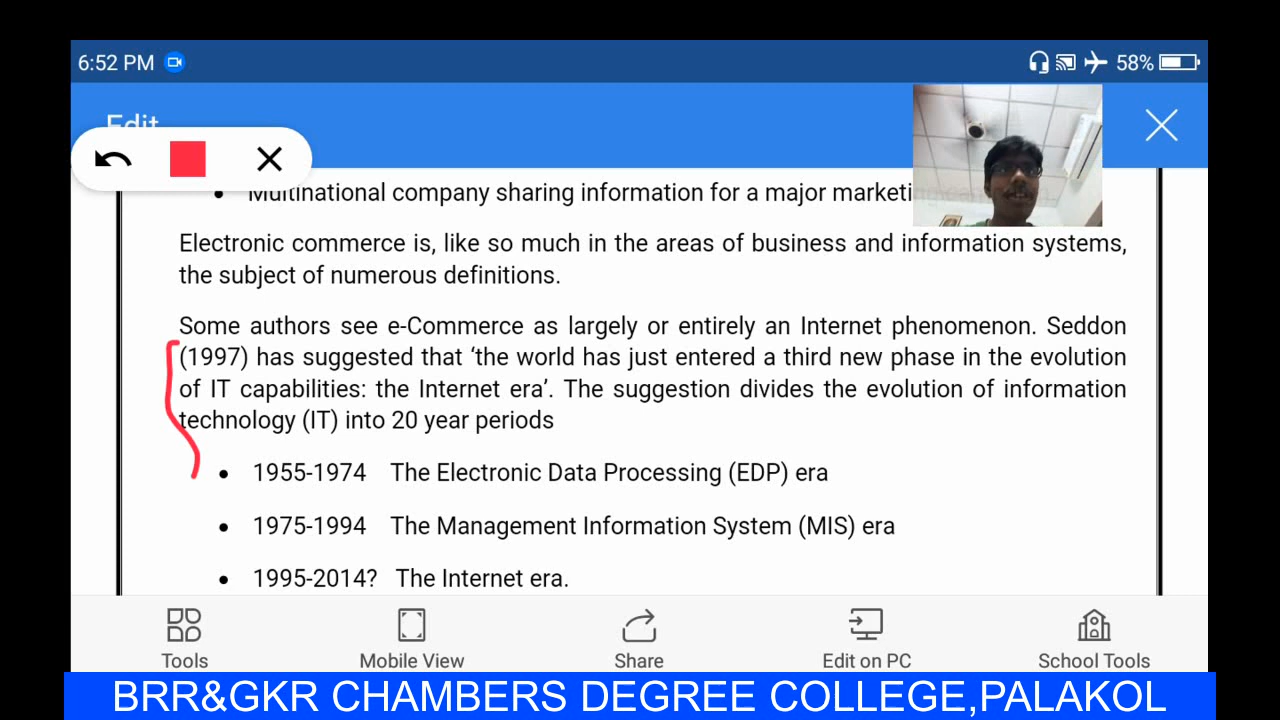 6:52 PM
58%
Edit
Multinational company sharing information for a major marketi
Electronic commerce is, like so much in the areas of business and information systems,
the subject of numerous definitions.
Some authors see e-Commerce as largely or entirely an Internet phenomenon. Seddon
(1997) has suggested that ‘the world has just entered a third new phase in the evolution
of IT capabilities: the Internet era’. The suggestion divides the evolution of information
technology (IT) into 20 year periods
• 1955-1974 The Electronic Data Processing (EDP) era
• 1975-1994 The Management Information System (MIS) era
• 1995-2014? The Internet era.
Tools Mobile View Share Edit on PC School Tools
BRR&GKR CHAMBERS DEGREE COLLEGE,PALAKOL